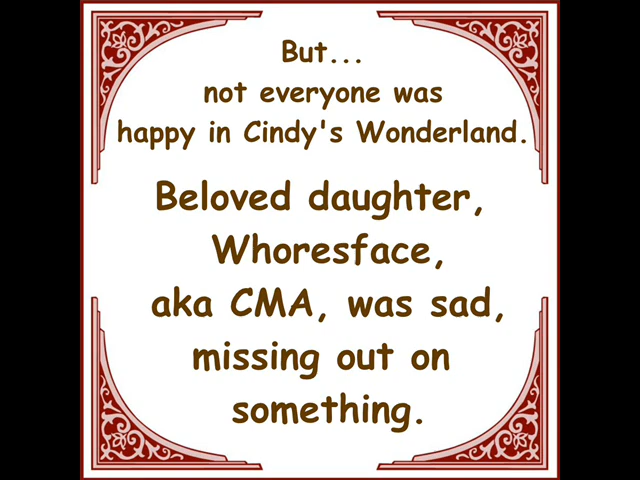 But...
not everyone was
happy in Cindy's Wonderland.
Beloved daughter,
Whoresface,
aka CMA, was sad,
missing out on
something.